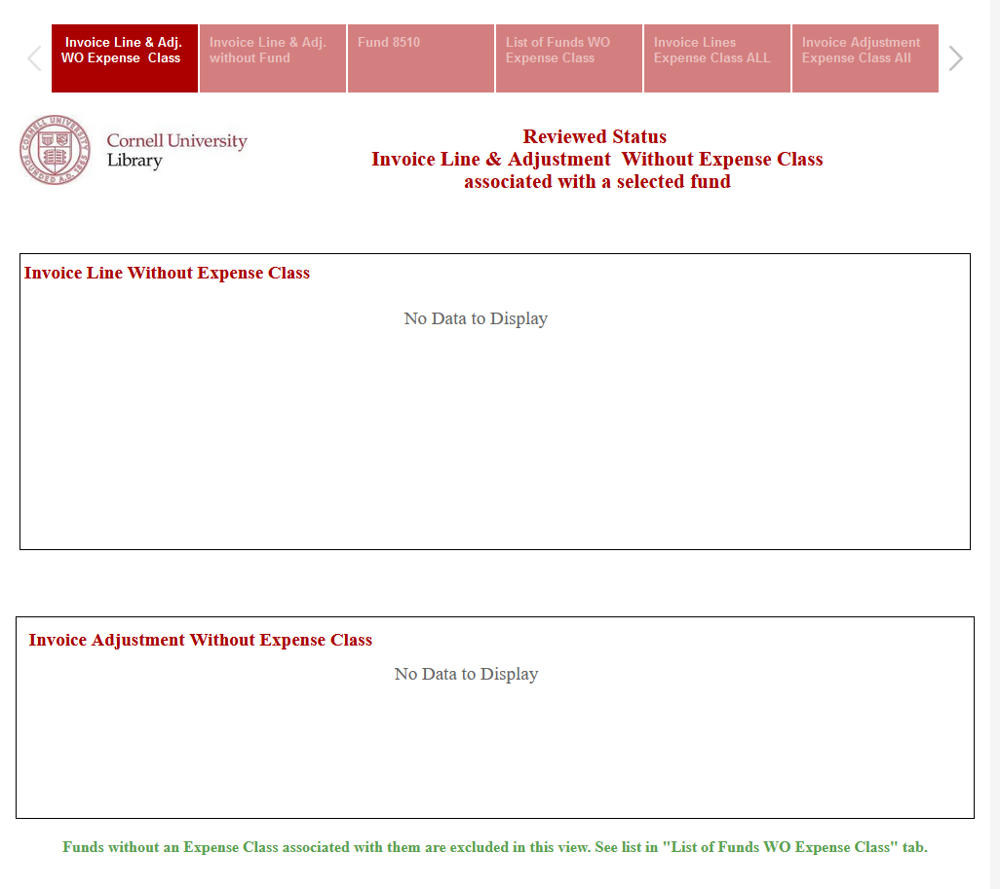 Invoice Line & Adj.
WO Expense  Class
Invoice Line & Adj.
without Fund
Fund 8510
List of Funds WO
Expense Class
Invoice Lines
Expense Class ALL
Invoice Adjustment
Expense Class All
CORNELL UNIVERSITY
FOUNDED A.D. 1865
Cornell University
Library
Reviewed Status
Invoice Line & Adjustment  Without Expense Class
associated with a selected fund
Invoice Line Without Expense Class
No Data to Display
Invoice Adjustment Without Expense Class
No Data to Display
Funds without an Expense Class associated with them are excluded in this view. See list in "List of Funds WO Expense Class" tab.